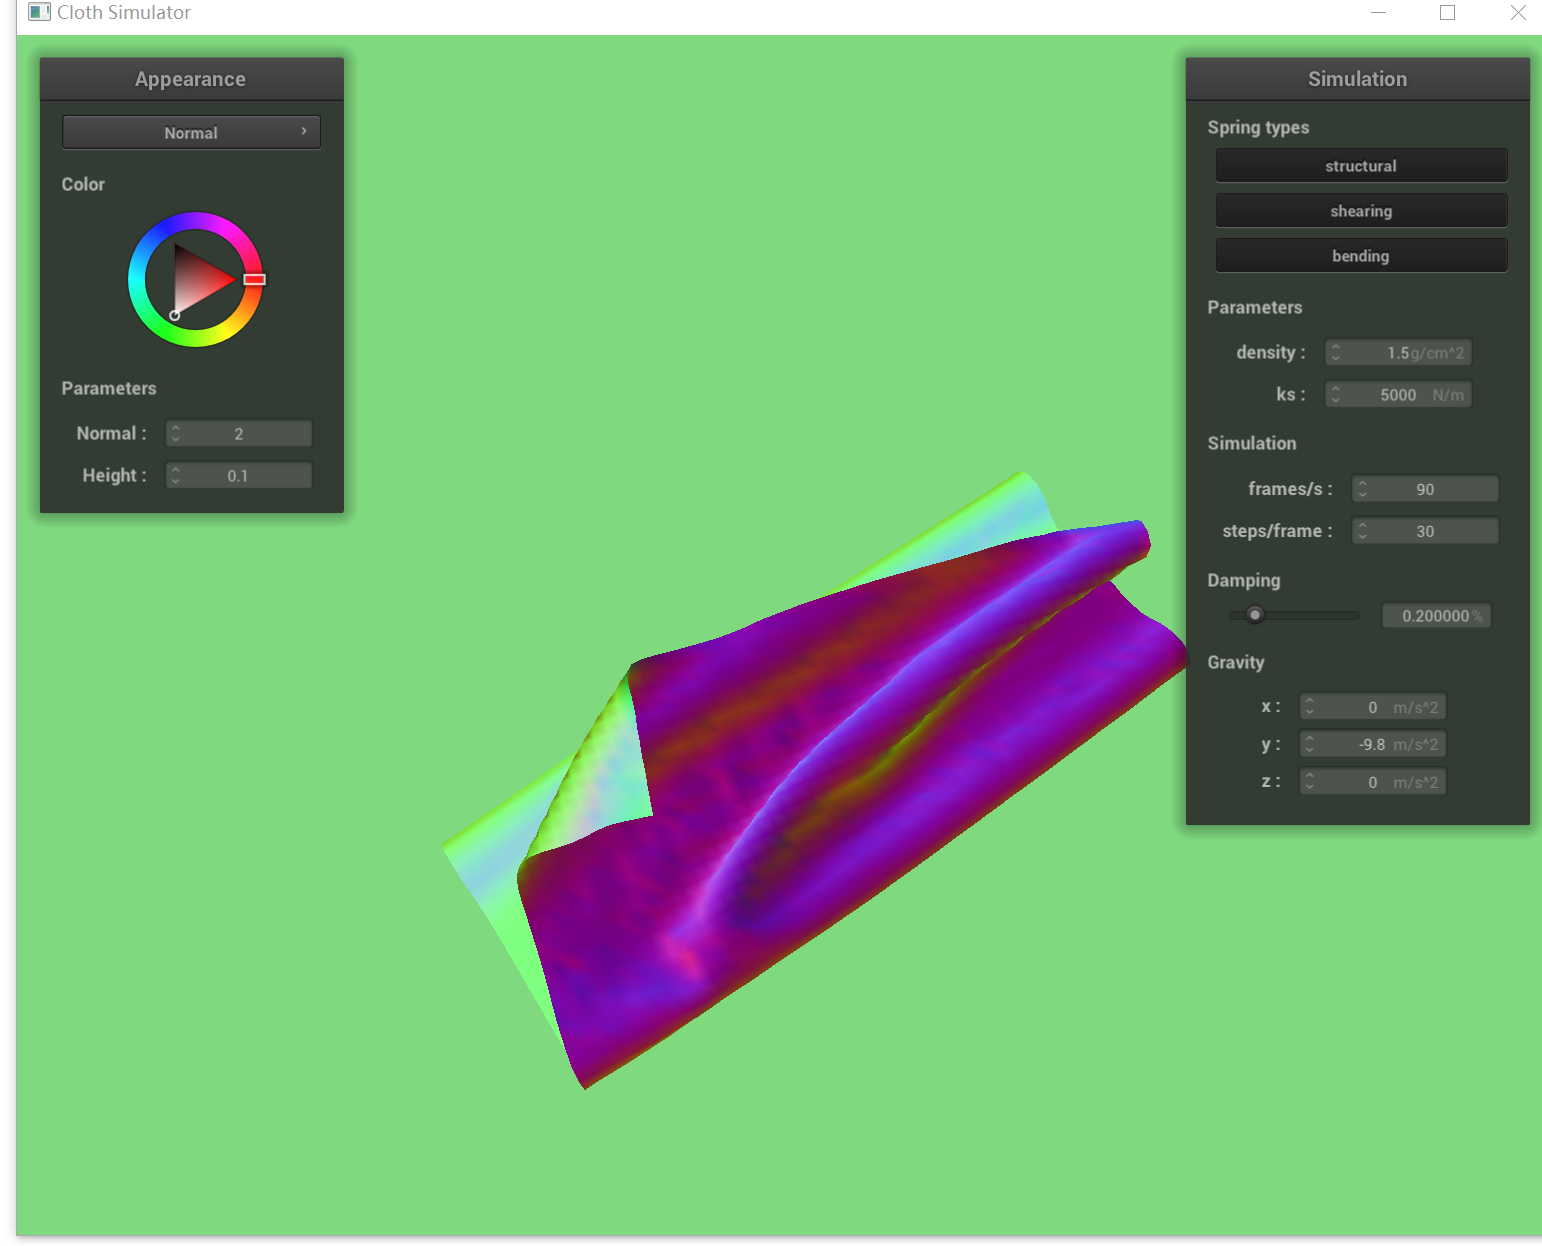 Cloth Simulator
Appearance
Normal
Color
Parameters
Normal : 2
Height : 0.1
Simulation
Spring types
structural
shearing
bending
Parameters
density : 1.5 g/cm^2
ks : 5000 N/m
Simulation
frames/s : 90
steps/frame : 30
Damping
0.200000 %
Gravity
x : 0 m/s^2
y : -9.8 m/s^2
z : 0 m/s^2